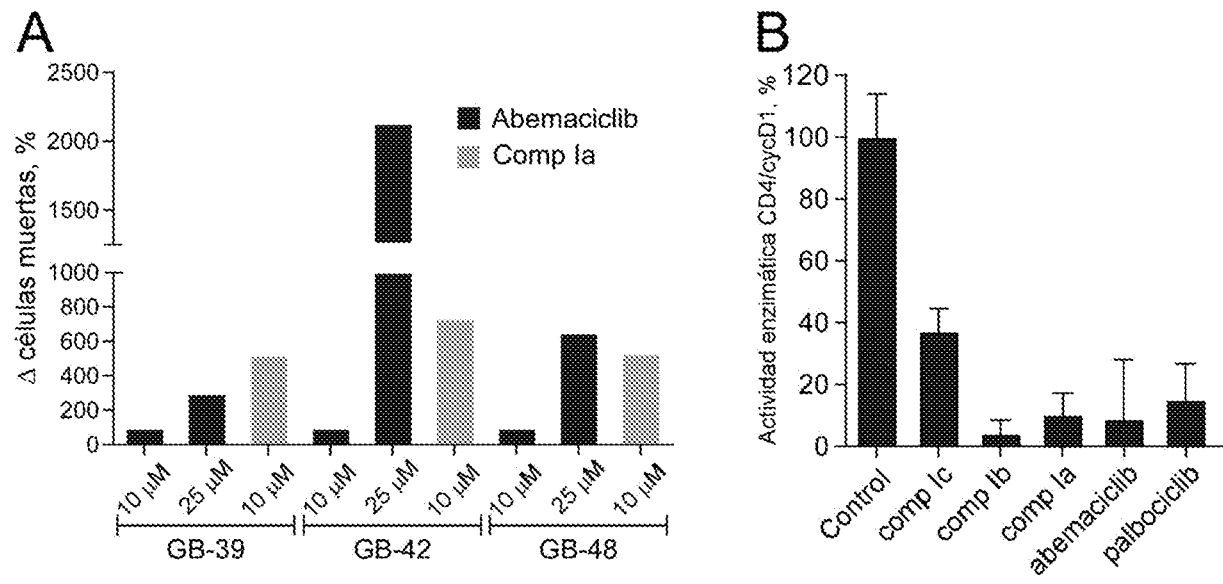 A
Δ células muertas, %
2500
2000
1500
1000
800
600
400
200
0
Abemaciclib
Comp Ia
10 μM
25 μM
10 μM
10 μM
25 μM
10 μM
10 μM
25 μM
10 μM
GB-39
GB-42
GB-48
B
Actividad enzimática CD4/cycD1, %
120
100
80
60
40
20
0
Control
comp Ic
comp Ib
comp Ia
abemaciclib
palbociclib